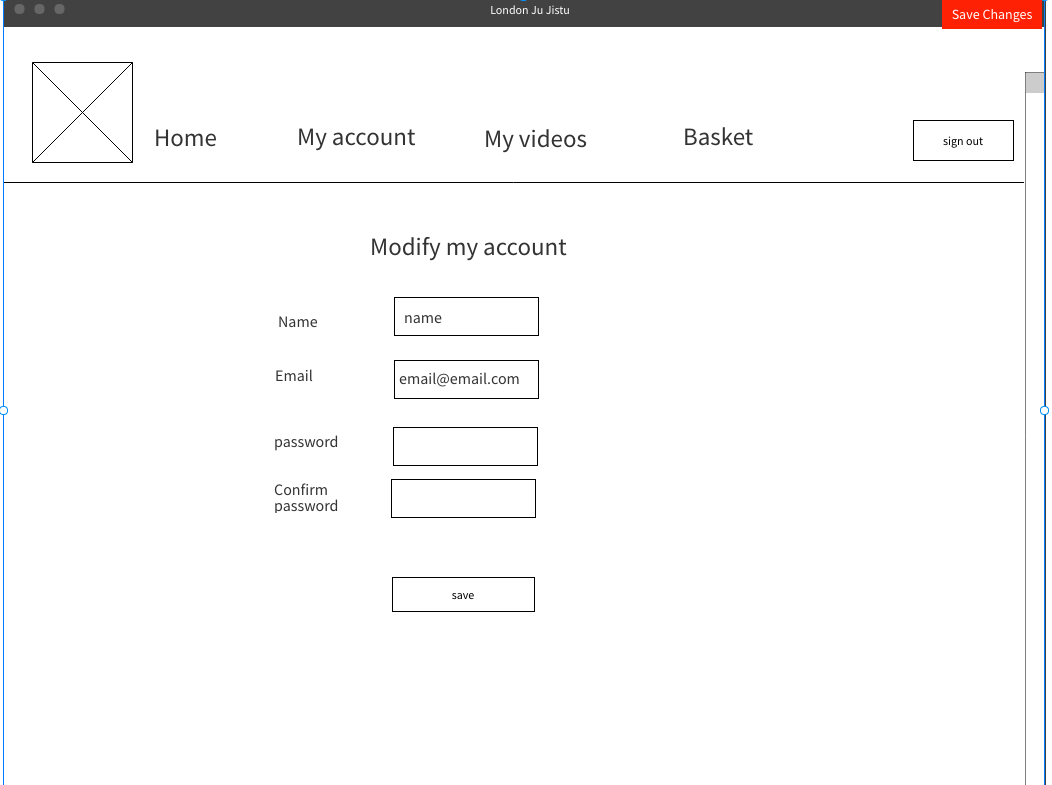 London Ju Jistu
Save Changes
Home
My account
My videos
Basket
sign out
Modify my account
Name
name
Email
email@email.com
password
Confirm
password
save